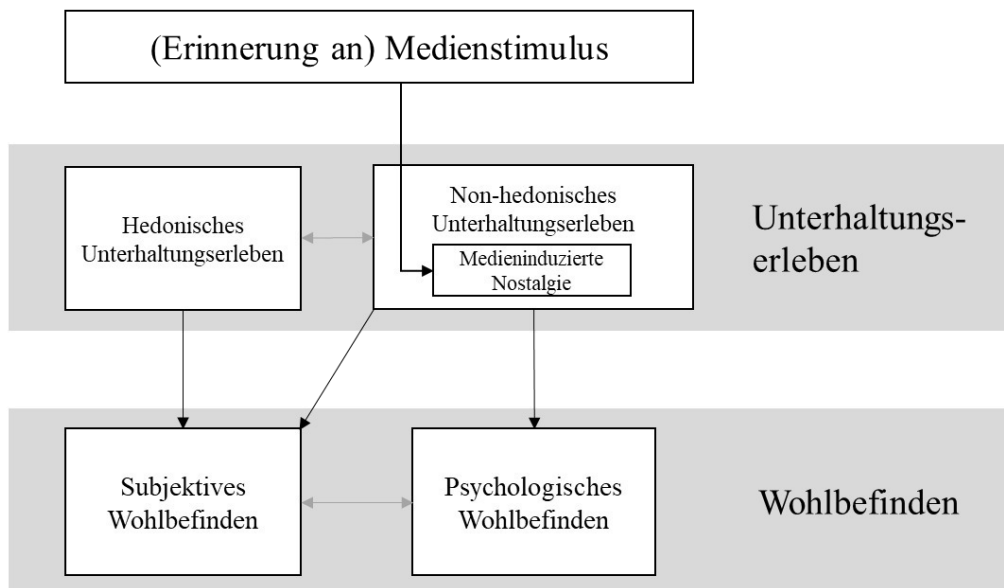 (Erinnerung an) Medienstimulus
Hedonisches
Unterhaltungserleben
Non-hedonisches
Unterhaltungserleben
Medieninduzierte
Nostalgie
Unterhaltungs-
erleben
Subjektives
Wohlbefinden
Psychologisches
Wohlbefinden
Wohlbefinden